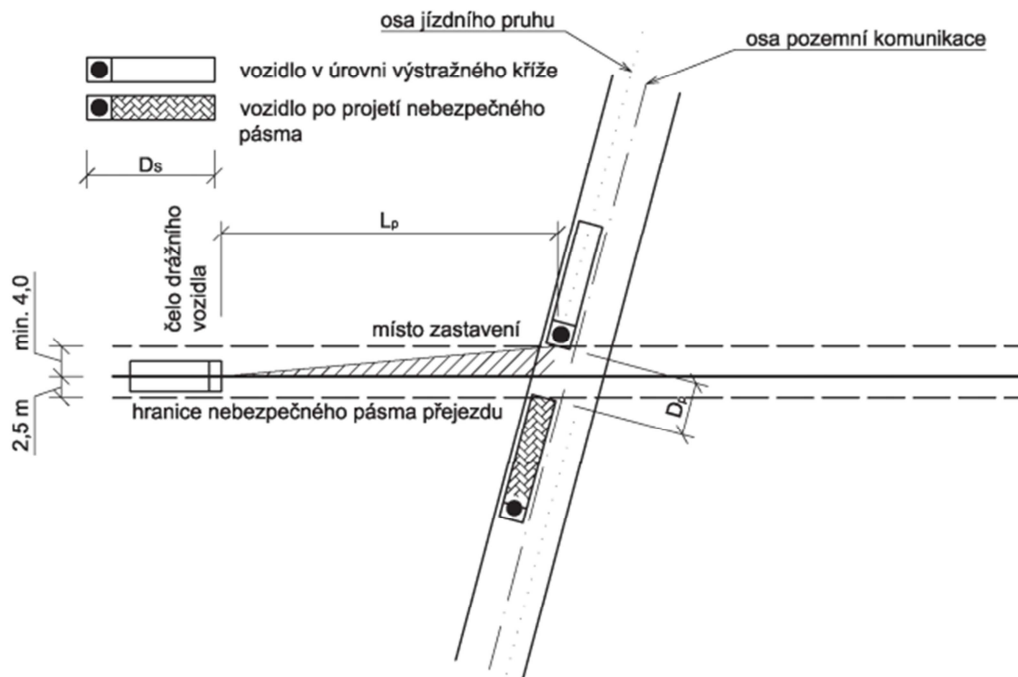 osa jízdního pruhu
osa pozemní komunikace
vozidlo v úrovni výstražného kříže
vozidlo po projetí nebezpečného
pásma
Ds
Lp
čelo drážního
vozidla
min. 4,0
místo zastavení
2,5 m
hranice nebezpečného pásma přejezdu
Dp